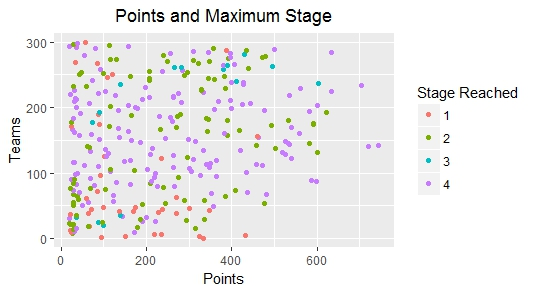 Points and Maximum Stage
300
200
100
0
Teams
0 200 400 600
Points
Stage Reached
1
2
3
4